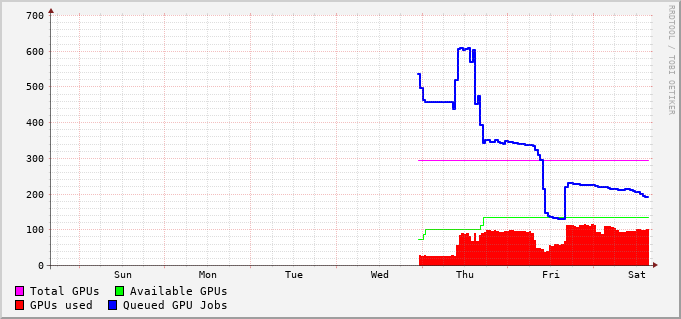 700
600
500
400
300
200
100
0
Sun Mon Tue Wed Thu Fri Sat
Total GPUs Available GPUs
GPUs used Queued GPU Jobs
RRDTOOL / TOBI OETIKER